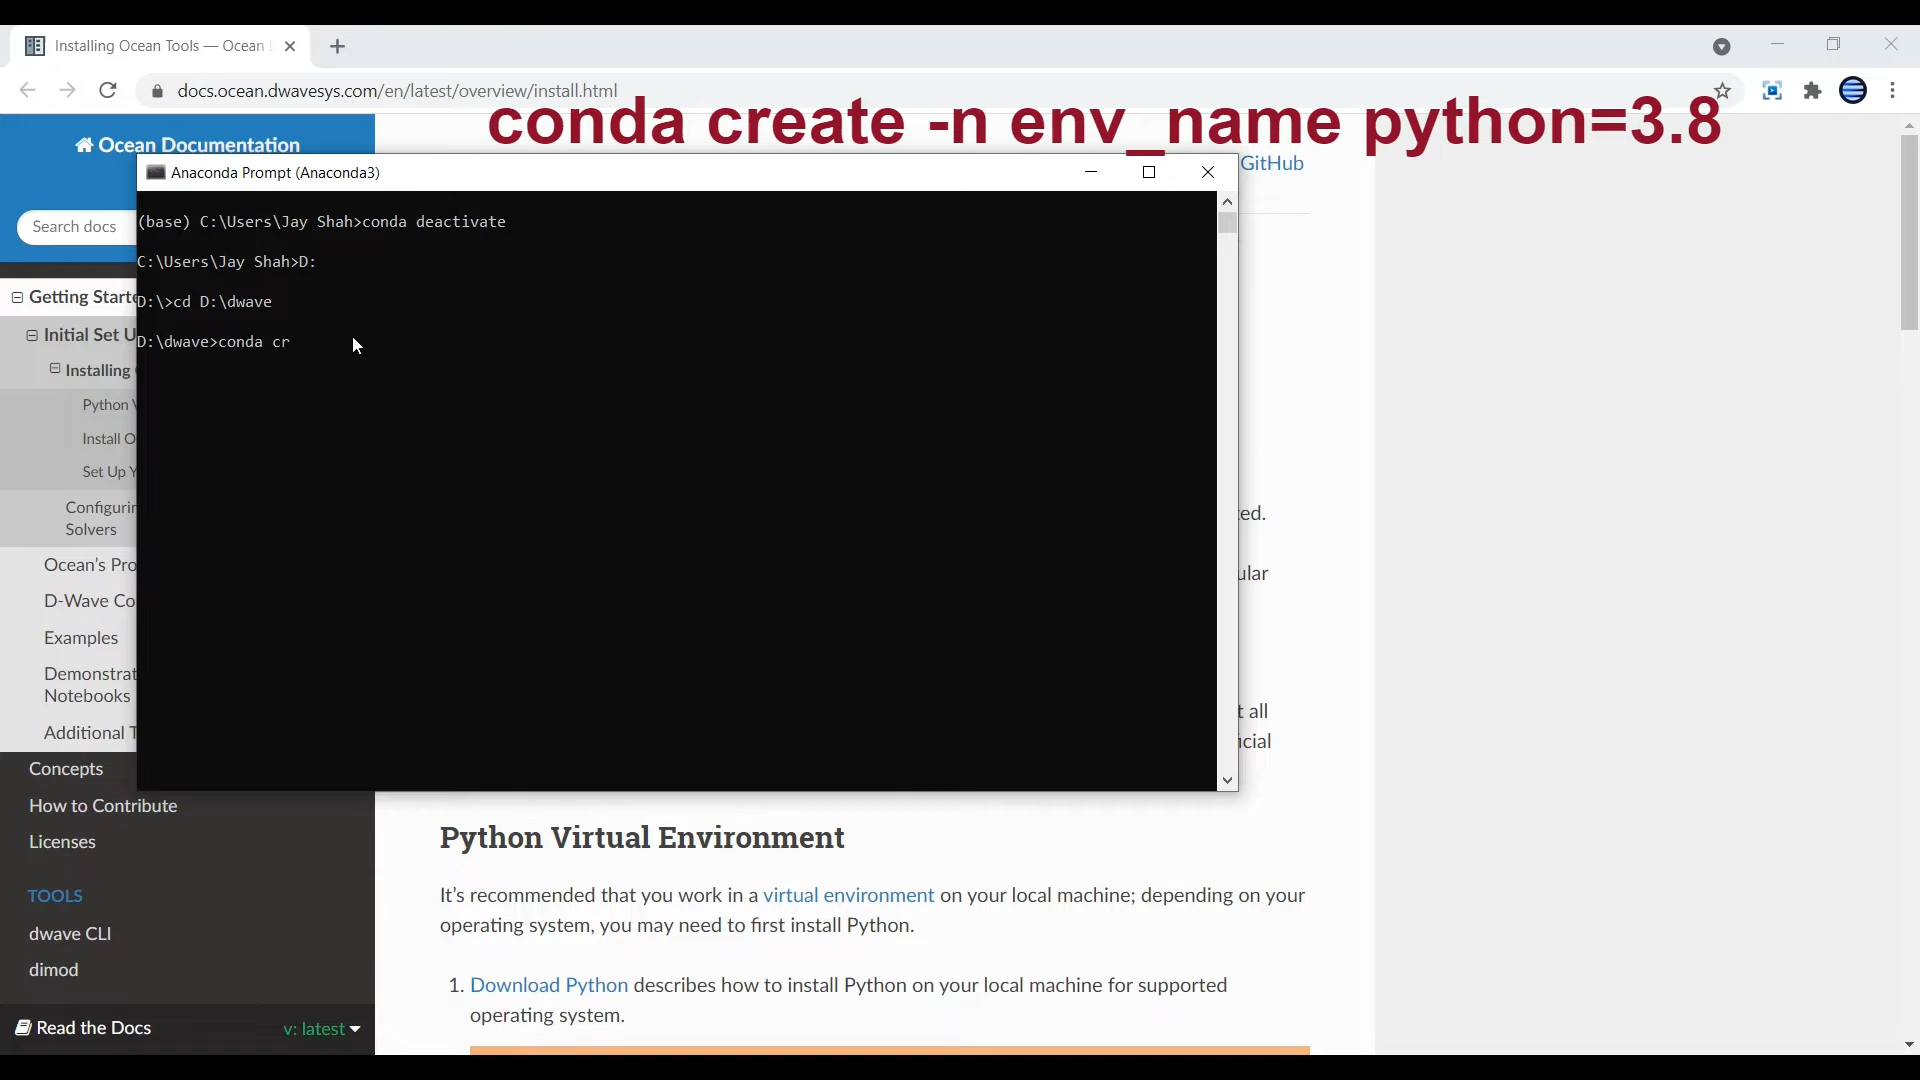 Installing Ocean Tools — Ocean
docs.ocean.dwavesys.com/en/latest/overview/install.html
conda create -n env_name python=3.8
Ocean Documentation
GitHub
Search docs
Anaconda Prompt (Anaconda3)
(base) C:\Users\Jay Shah>conda deactivate
C:\Users\Jay Shah>D:
D:\>cd D:\dwave
D:\dwave>conda cr
Getting Starte
Initial Set U
Installing
Python
Install O
Set Up Y
Configurin
Solvers
Ocean's Pro
D-Wave Co
Examples
Demonstrat
Notebooks
Additional T
Concepts
How to Contribute
Licenses
TOOLS
dwave CLI
dimod
Read the Docs
v: latest
ed.
ular
t all
icial
Python Virtual Environment
It's recommended that you work in a virtual environment on your local machine; depending on your
operating system, you may need to first install Python.
1. Download Python describes how to install Python on your local machine for supported
operating system.